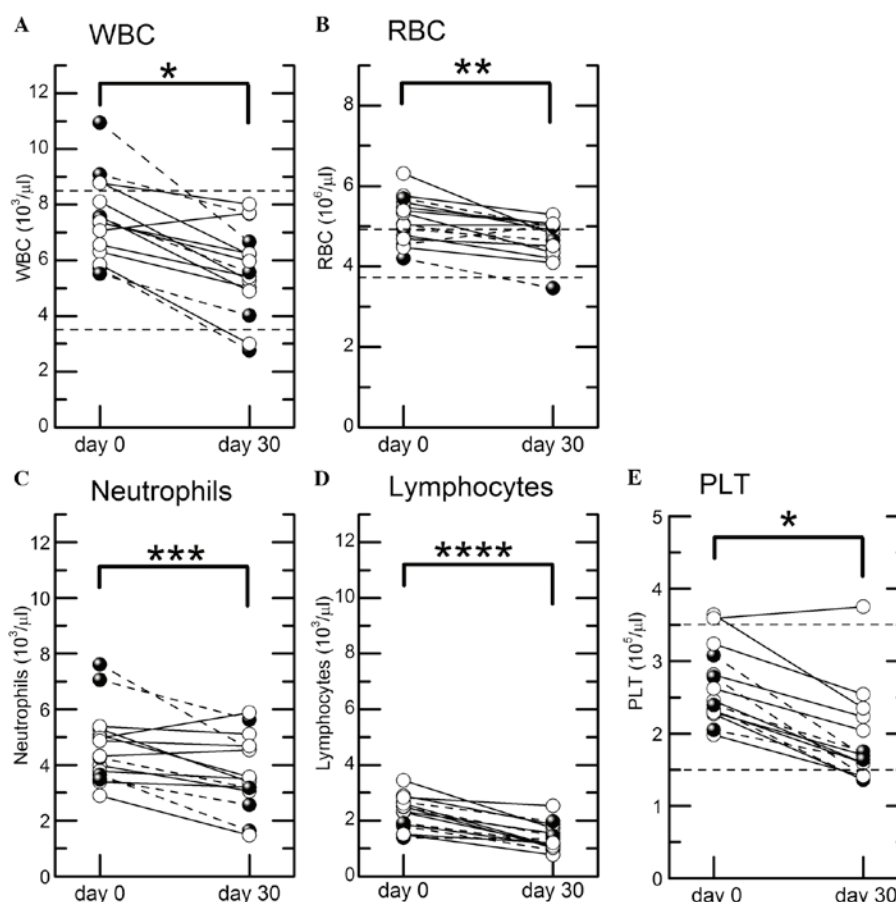 A WBC
*
WBC (10³/µl)
12
10
8
6
4
2
0
day 0 day 30
B RBC
**
RBC (10⁶/µl)
8
6
4
2
0
day 0 day 30
C Neutrophils
***
Neutrophils (10³/µl)
12
10
8
6
4
2
0
day 0 day 30
D Lymphocytes
****
Lymphocytes (10³/µl)
12
10
8
6
4
2
0
day 0 day 30
E PLT
*
PLT (10⁵/µl)
5
4
3
2
1
0
day 0 day 30